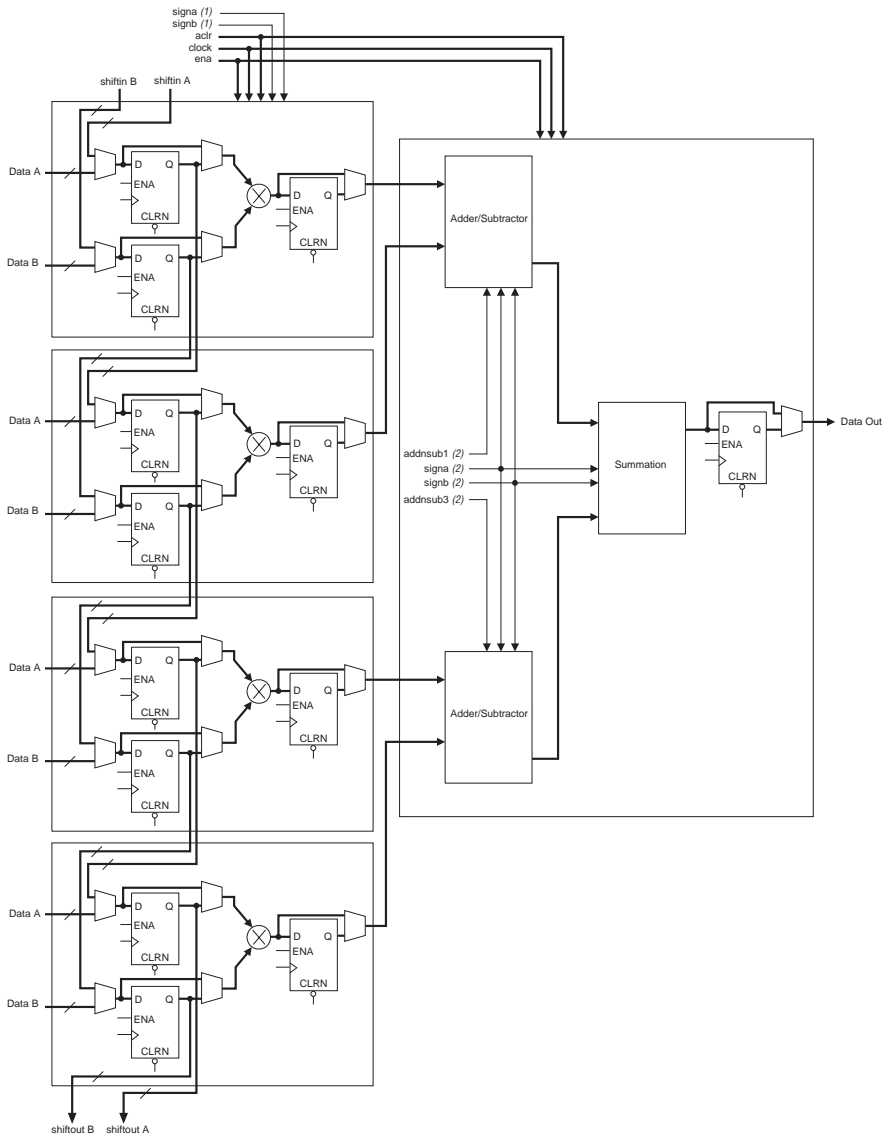 signa (1)
signb (1)
aclr
clock
ena
shiftin B
shiftin A
Data A
D Q
ENA
CLRN
D Q
ENA
CLRN
Data B
D Q
ENA
CLRN
Adder/Subtractor
Data A
D Q
ENA
CLRN
D Q
ENA
CLRN
Data B
D Q
ENA
CLRN
addnsub1 (2)
signa (2)
signb (2)
addnsub3 (2)
Summation
D Q
ENA
CLRN
Data Out
Data A
D Q
ENA
CLRN
D Q
ENA
CLRN
Data B
D Q
ENA
CLRN
Adder/Subtractor
Data A
D Q
ENA
CLRN
D Q
ENA
CLRN
Data B
D Q
ENA
CLRN
shiftout B
shiftout A